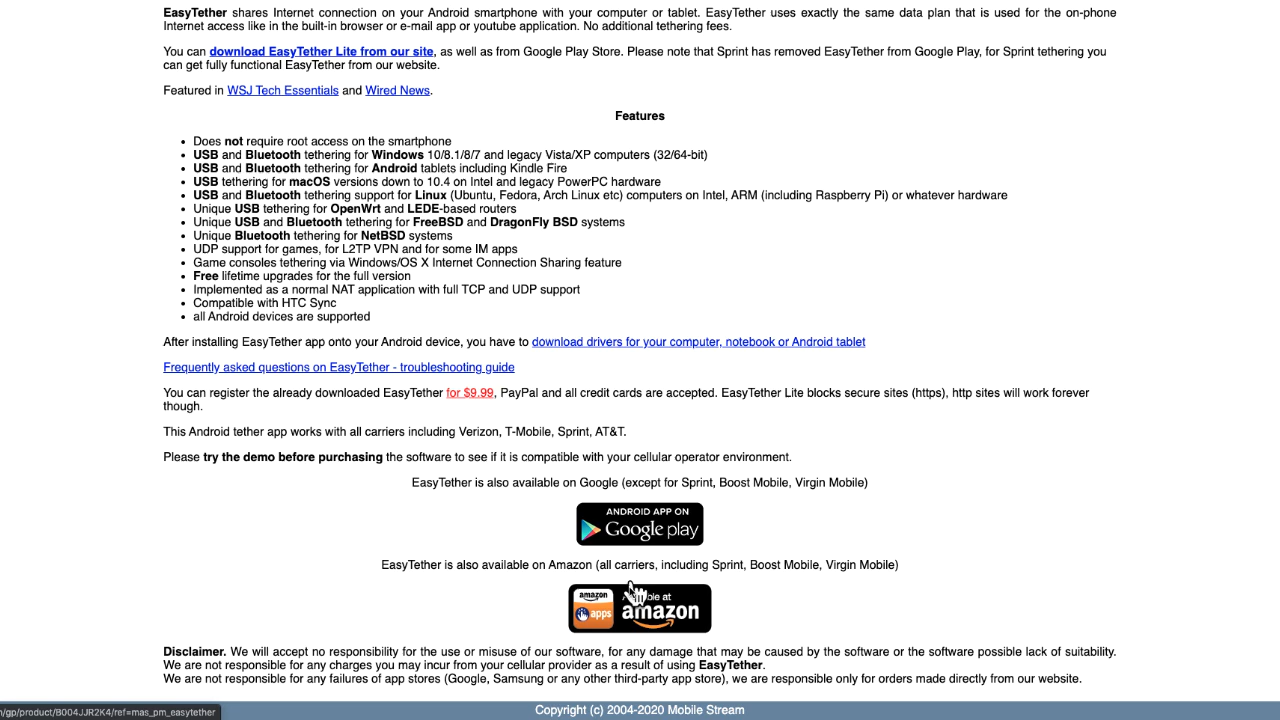 EasyTether shares Internet connection on your Android smartphone with your computer or tablet. EasyTether uses exactly the same data plan that is used for the on-phone
Internet access like in the built-in browser or e-mail app or youtube application. No additional tethering fees.
You can download EasyTether Lite from our site, as well as from Google Play Store. Please note that Sprint has removed EasyTether from Google Play, for Sprint tethering you
can get fully functional EasyTether from our website.
Featured in WSJ Tech Essentials and Wired News.
Features
• Does not require root access on the smartphone
• USB and Bluetooth tethering for Windows 10/8.1/8/7 and legacy Vista/XP computers (32/64-bit)
• USB and Bluetooth tethering for Android tablets including Kindle Fire
• USB tethering for macOS versions down to 10.4 on Intel and legacy PowerPC hardware
• USB and Bluetooth tethering support for Linux (Ubuntu, Fedora, Arch Linux etc) computers on Intel, ARM (including Raspberry Pi) or whatever hardware
• Unique USB tethering for OpenWrt and LEDE-based routers
• Unique USB and Bluetooth tethering for FreeBSD and DragonFly BSD systems
• Unique Bluetooth tethering for NetBSD systems
• UDP support for games, for L2TP VPN and for some IM apps
• Game consoles tethering via Windows/OS X Internet Connection Sharing feature
• Free lifetime upgrades for the full version
• Implemented as a normal NAT application with full TCP and UDP support
• Compatible with HTC Sync
• all Android devices are supported
After installing EasyTether app onto your Android device, you have to download drivers for your computer, notebook or Android tablet
Frequently asked questions on EasyTether - troubleshooting guide
You can register the already downloaded EasyTether for $9.99, PayPal and all credit cards are accepted. EasyTether Lite blocks secure sites (https), http sites will work forever
though.
This Android tether app works with all carriers including Verizon, T-Mobile, Sprint, AT&T.
Please try the demo before purchasing the software to see if it is compatible with your cellular operator environment.
EasyTether is also available on Google (except for Sprint, Boost Mobile, Virgin Mobile)
ANDROID APP ON
Google play
EasyTether is also available on Amazon (all carriers, including Sprint, Boost Mobile, Virgin Mobile)
amazon apps
ble at
amazon
Disclaimer. We will accept no responsibility for the use or misuse of our software, for any damage that may be caused by the software or the software possible lack of suitability.
We are not responsible for any charges you may incur from your cellular provider as a result of using EasyTether.
We are not responsible for any failures of app stores (Google, Samsung or any other third-party app store), we are responsible only for orders made directly from our website.
Copyright (c) 2004-2020 Mobile Stream
/gp/product/B004JJR2K4/ref=mas_pm_easytether